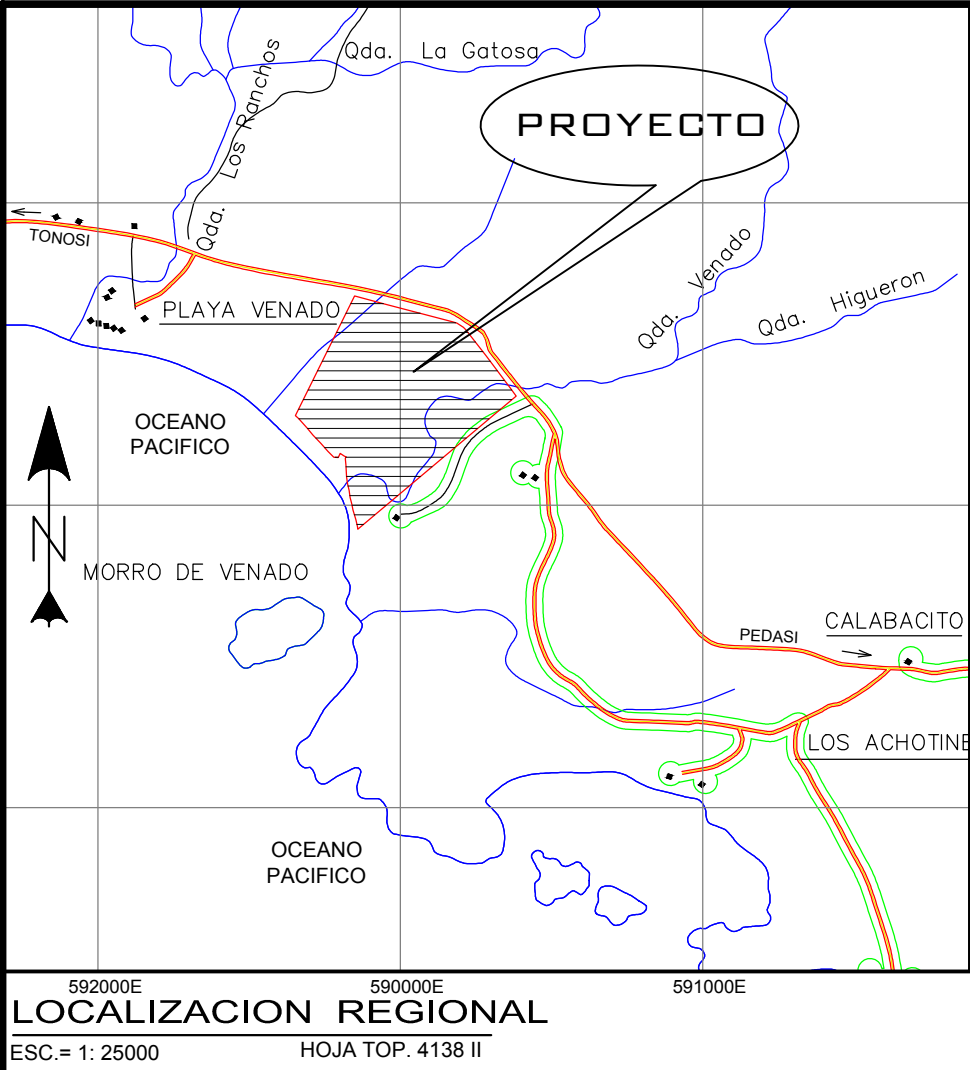 Qda. La Gatosa
Qda. Los Ranchos
PROYECTO
TONOSI
PLAYA VENADO
Qda. Venado
Qda. Higueron
OCEANO
PACIFICO
N
MORRO DE VENADO
CALABACITO
PEDASI
LOS ACHOTINE
OCEANO
PACIFICO
592000E 590000E 591000E
LOCALIZACION REGIONAL
ESC.= 1: 25000 HOJA TOP. 4138 II